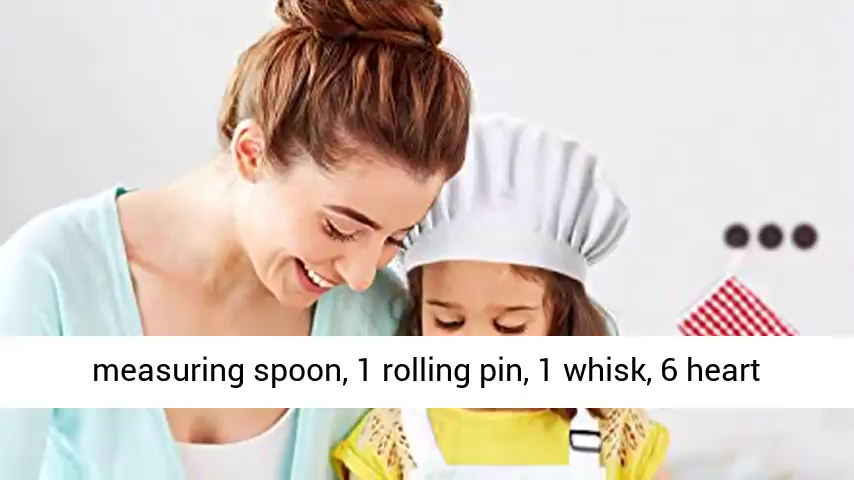 measuring spoon, 1 rolling pin, 1 whisk, 6 heart